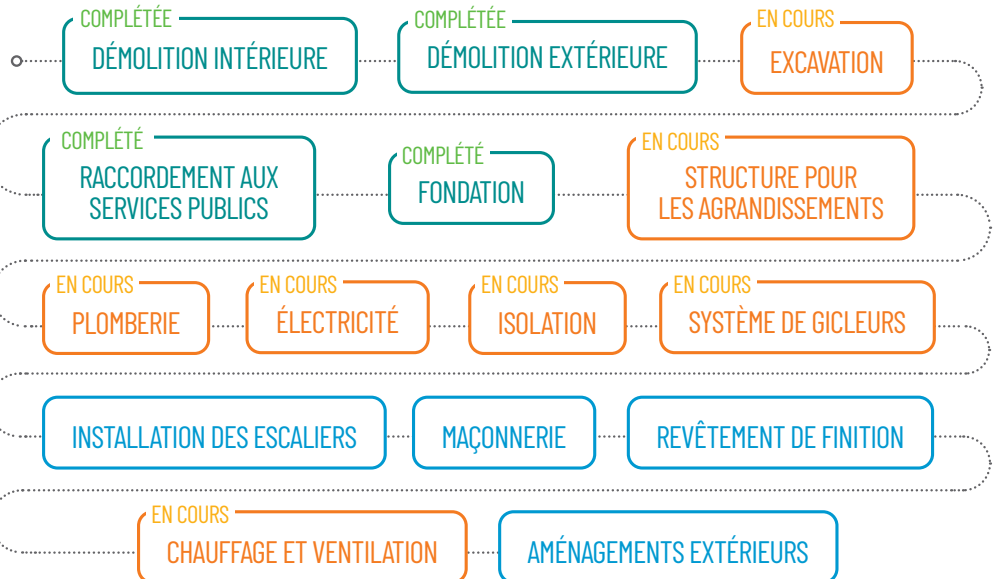 COMPLÉTÉE
DÉMOLITION INTÉRIEURE
COMPLÉTÉE
DÉMOLITION EXTÉRIEURE
EN COURS
EXCAVATION
COMPLÉTÉ
RACCORDEMENT AUX
SERVICES PUBLICS
COMPLÉTÉ
FONDATION
EN COURS
STRUCTURE POUR
LES AGRANDISSEMENTS
EN COURS
PLOMBERIE
EN COURS
ÉLECTRICITÉ
EN COURS
ISOLATION
EN COURS
SYSTÈME DE GICLEURS
INSTALLATION DES ESCALIERS
MAÇONNERIE
REVÊTEMENT DE FINITION
EN COURS
CHAUFFAGE ET VENTILATION
AMÉNAGEMENTS EXTÉRIEURS